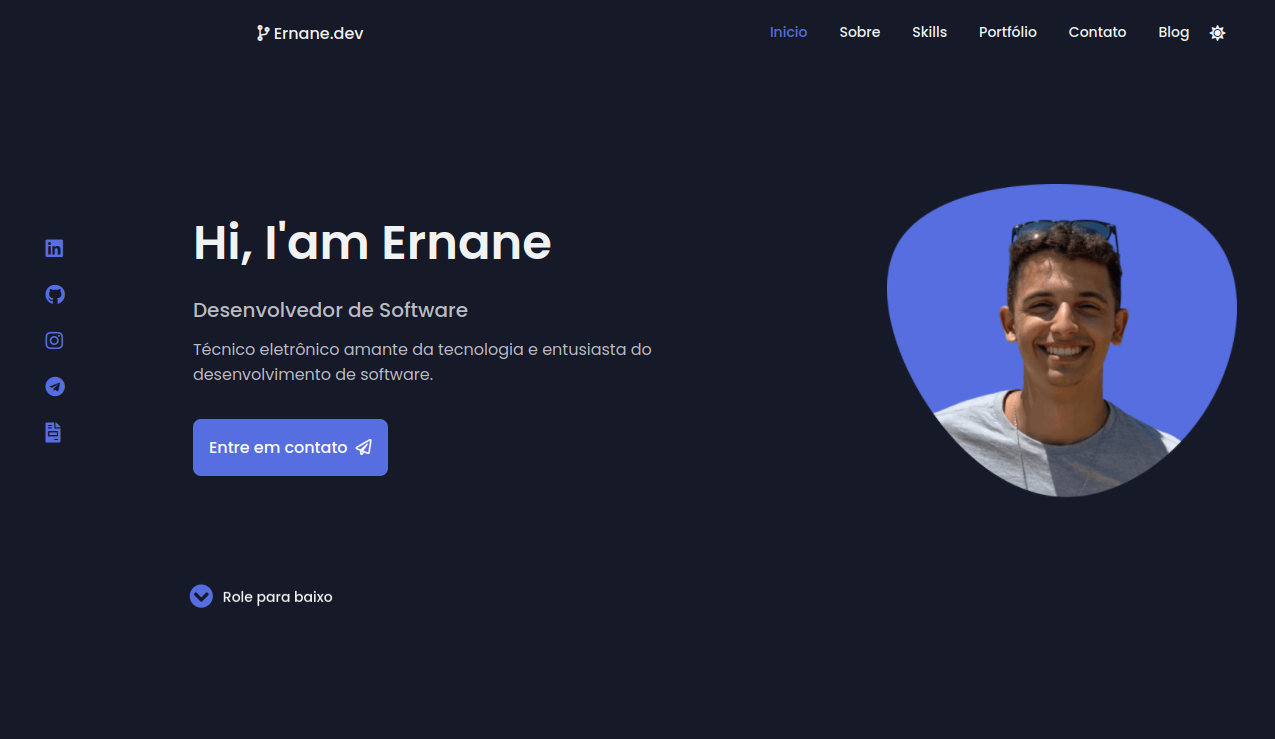 Ernane.dev
Inicio Sobre Skills Portfólio Contato Blog
Hi, I'am Ernane
Desenvolvedor de Software
Técnico eletrônico amante da tecnologia e entusiasta do
desenvolvimento de software.
Entre em contato
Role para baixo